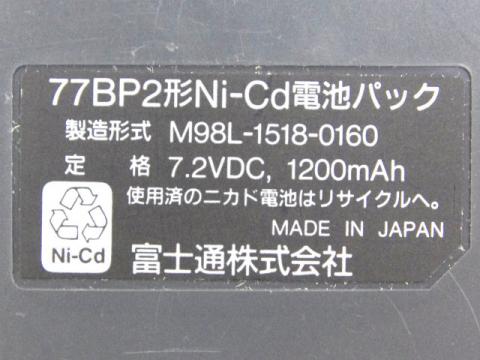 77BP2形Ni-Cd電池パック
製造形式 M98L-1518-0160
定格 7.2VDC, 1200mAh
使用済のニカド電池はリサイクルへ。
MADE IN JAPAN
Ni-Cd 富士通株式会社